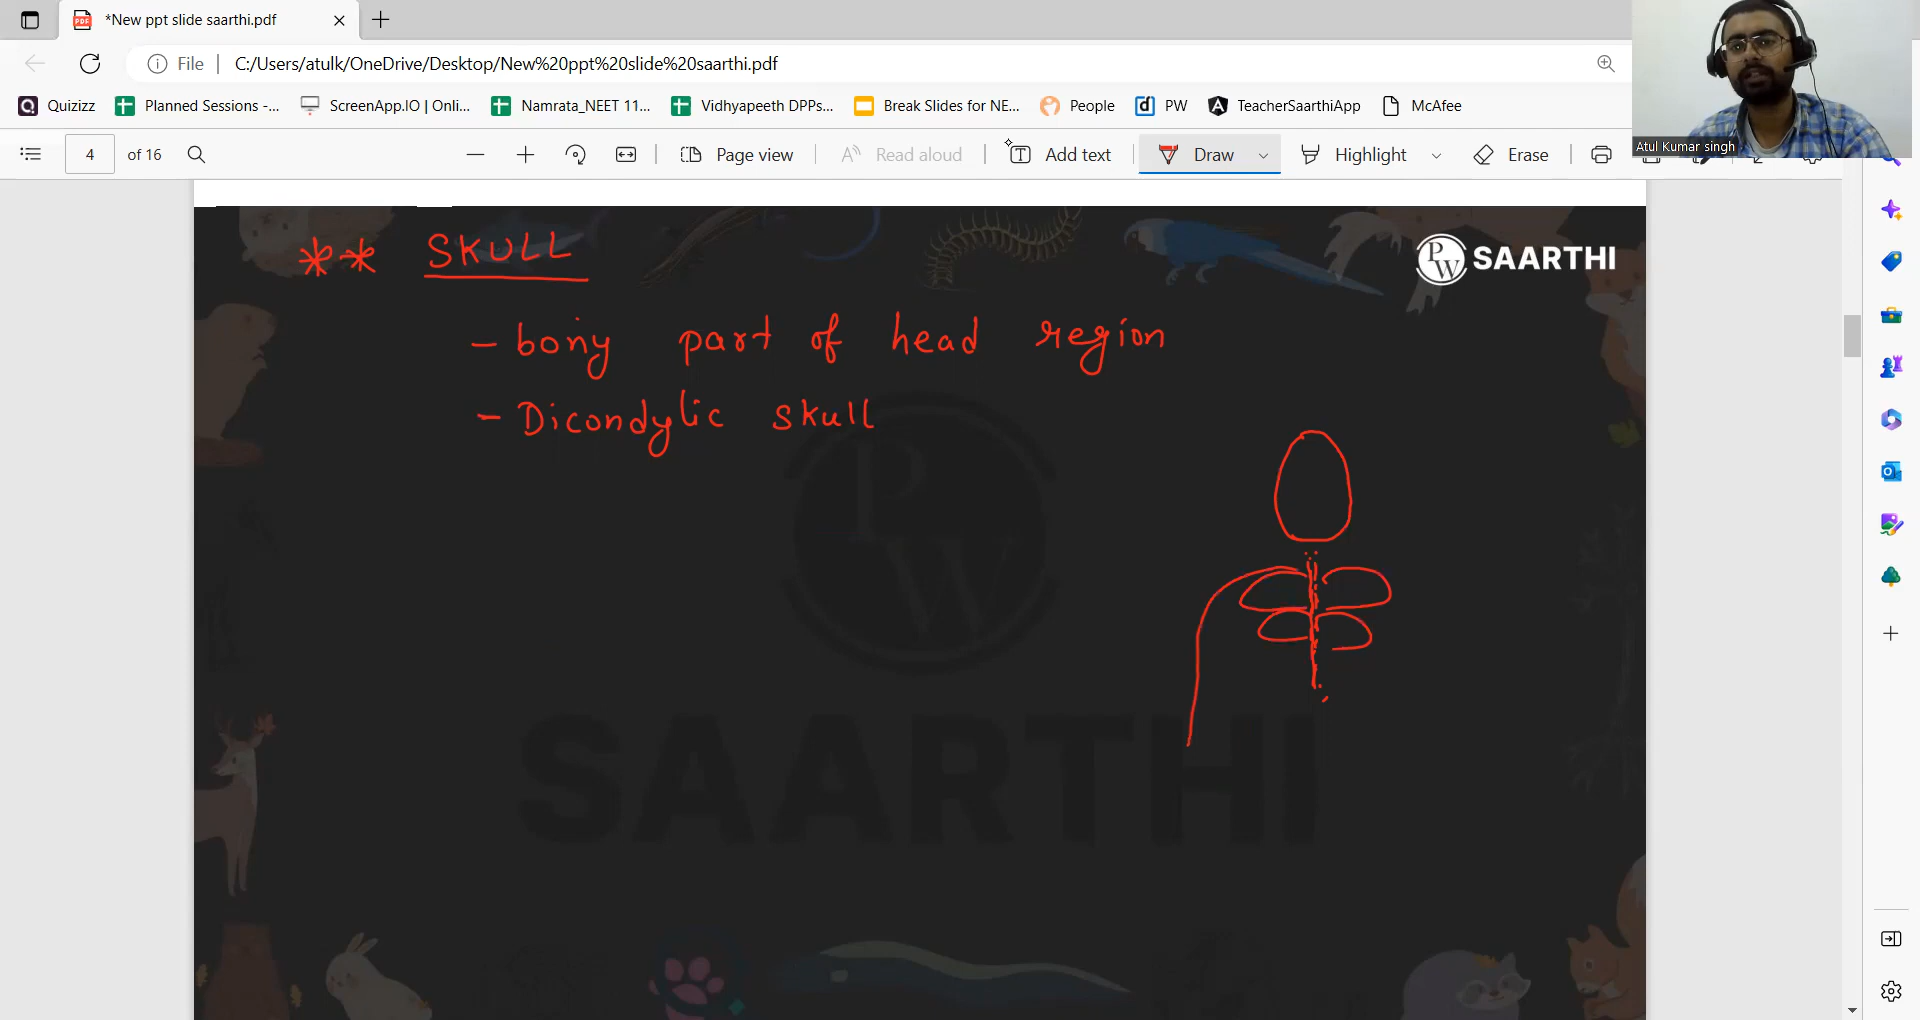 *New ppt slide saarthi.pdf
File | C:/Users/atulk/OneDrive/Desktop/New%20ppt%20slide%20saarthi.pdf
Quizizz Planned Sessions -... ScreenApp.IO | Onli... Namrata_NEET 11... Vidhyapeeth DPPs... Break Slides for NE... People PW TeacherSaarthiApp McAfee
4 of 16 Page view Read aloud Add text Draw Highlight Erase
Atul Kumar singh
** SKULL
PW SAARTHI
- bony part of head region
- Dicondylic skull
PW
SAARTHI